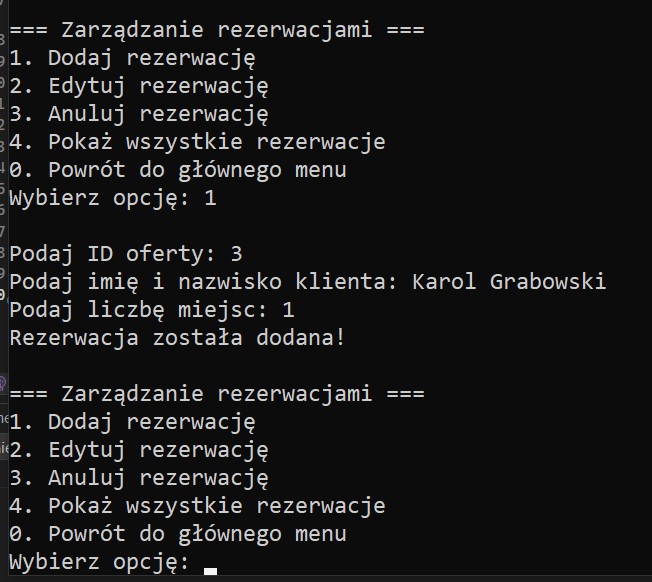 === Zarządzanie rezerwacjami ===
1. Dodaj rezerwację
2. Edytuj rezerwację
3. Anuluj rezerwację
4. Pokaż wszystkie rezerwacje
0. Powrót do głównego menu
Wybierz opcję: 1
Podaj ID oferty: 3
Podaj imię i nazwisko klienta: Karol Grabowski
Podaj liczbę miejsc: 1
Rezerwacja została dodana!
=== Zarządzanie rezerwacjami ===
1. Dodaj rezerwację
2. Edytuj rezerwację
3. Anuluj rezerwację
4. Pokaż wszystkie rezerwacje
0. Powrót do głównego menu
Wybierz opcję: